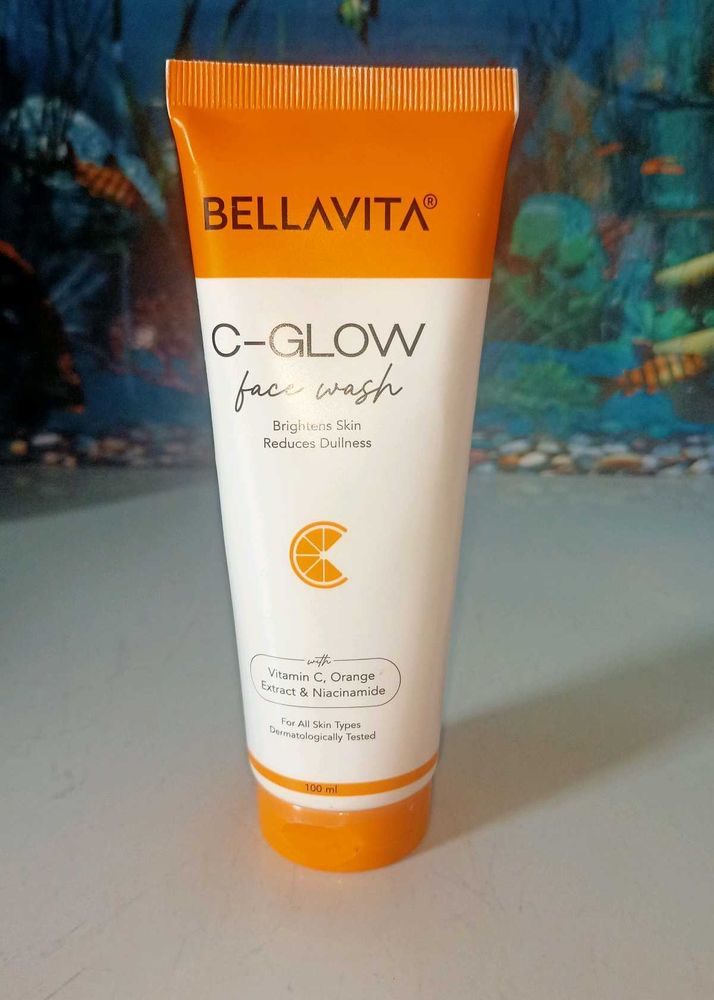 BELLAVITA®
C-GLOW
face wash
Brightens Skin
Reduces Dullness
with
Vitamin C, Orange
Extract & Niacinamide
For All Skin Types
Dermatologically Tested
100 ml